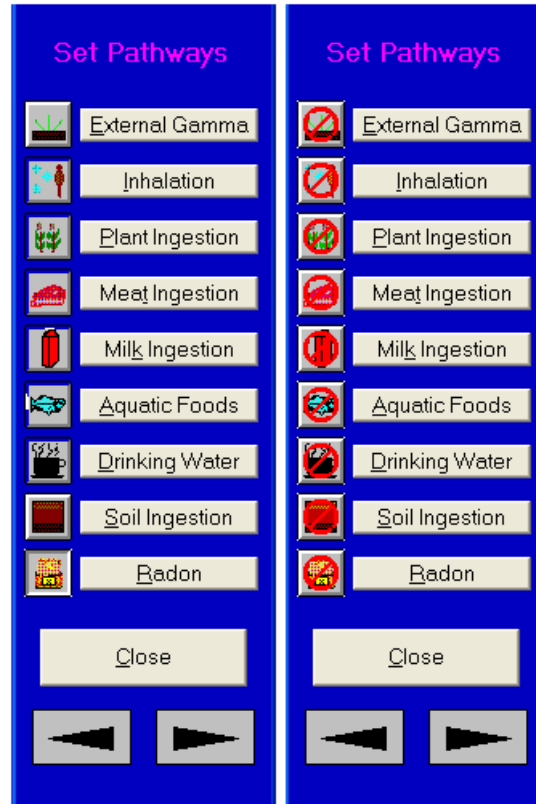 Set Pathways
External Gamma
Inhalation
Plant Ingestion
Meat Ingestion
Milk Ingestion
Aquatic Foods
Drinking Water
Soil Ingestion
Radon
Close
Set Pathways
External Gamma
Inhalation
Plant Ingestion
Meat Ingestion
Milk Ingestion
Aquatic Foods
Drinking Water
Soil Ingestion
Radon
Close